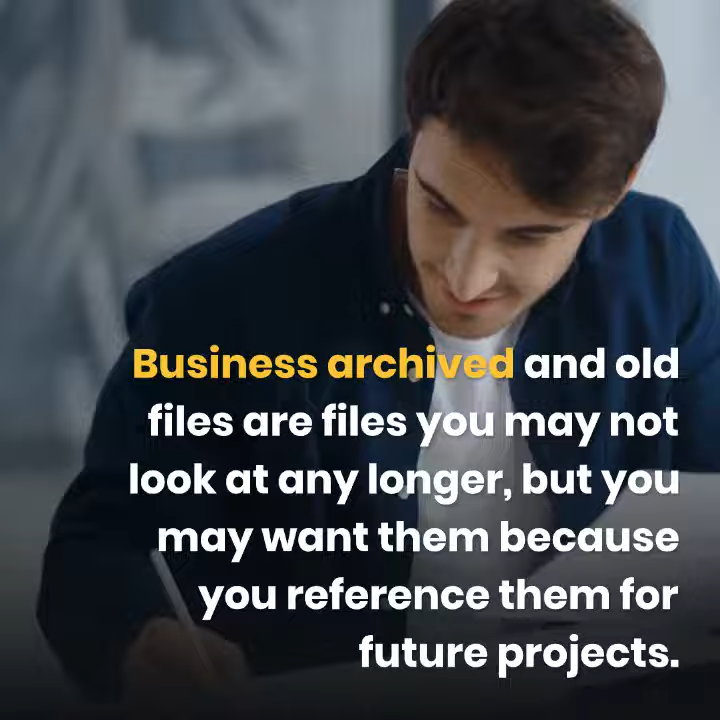 Business archived and old
files are files you may not
look at any longer, but you
may want them because
you reference them for
future projects.